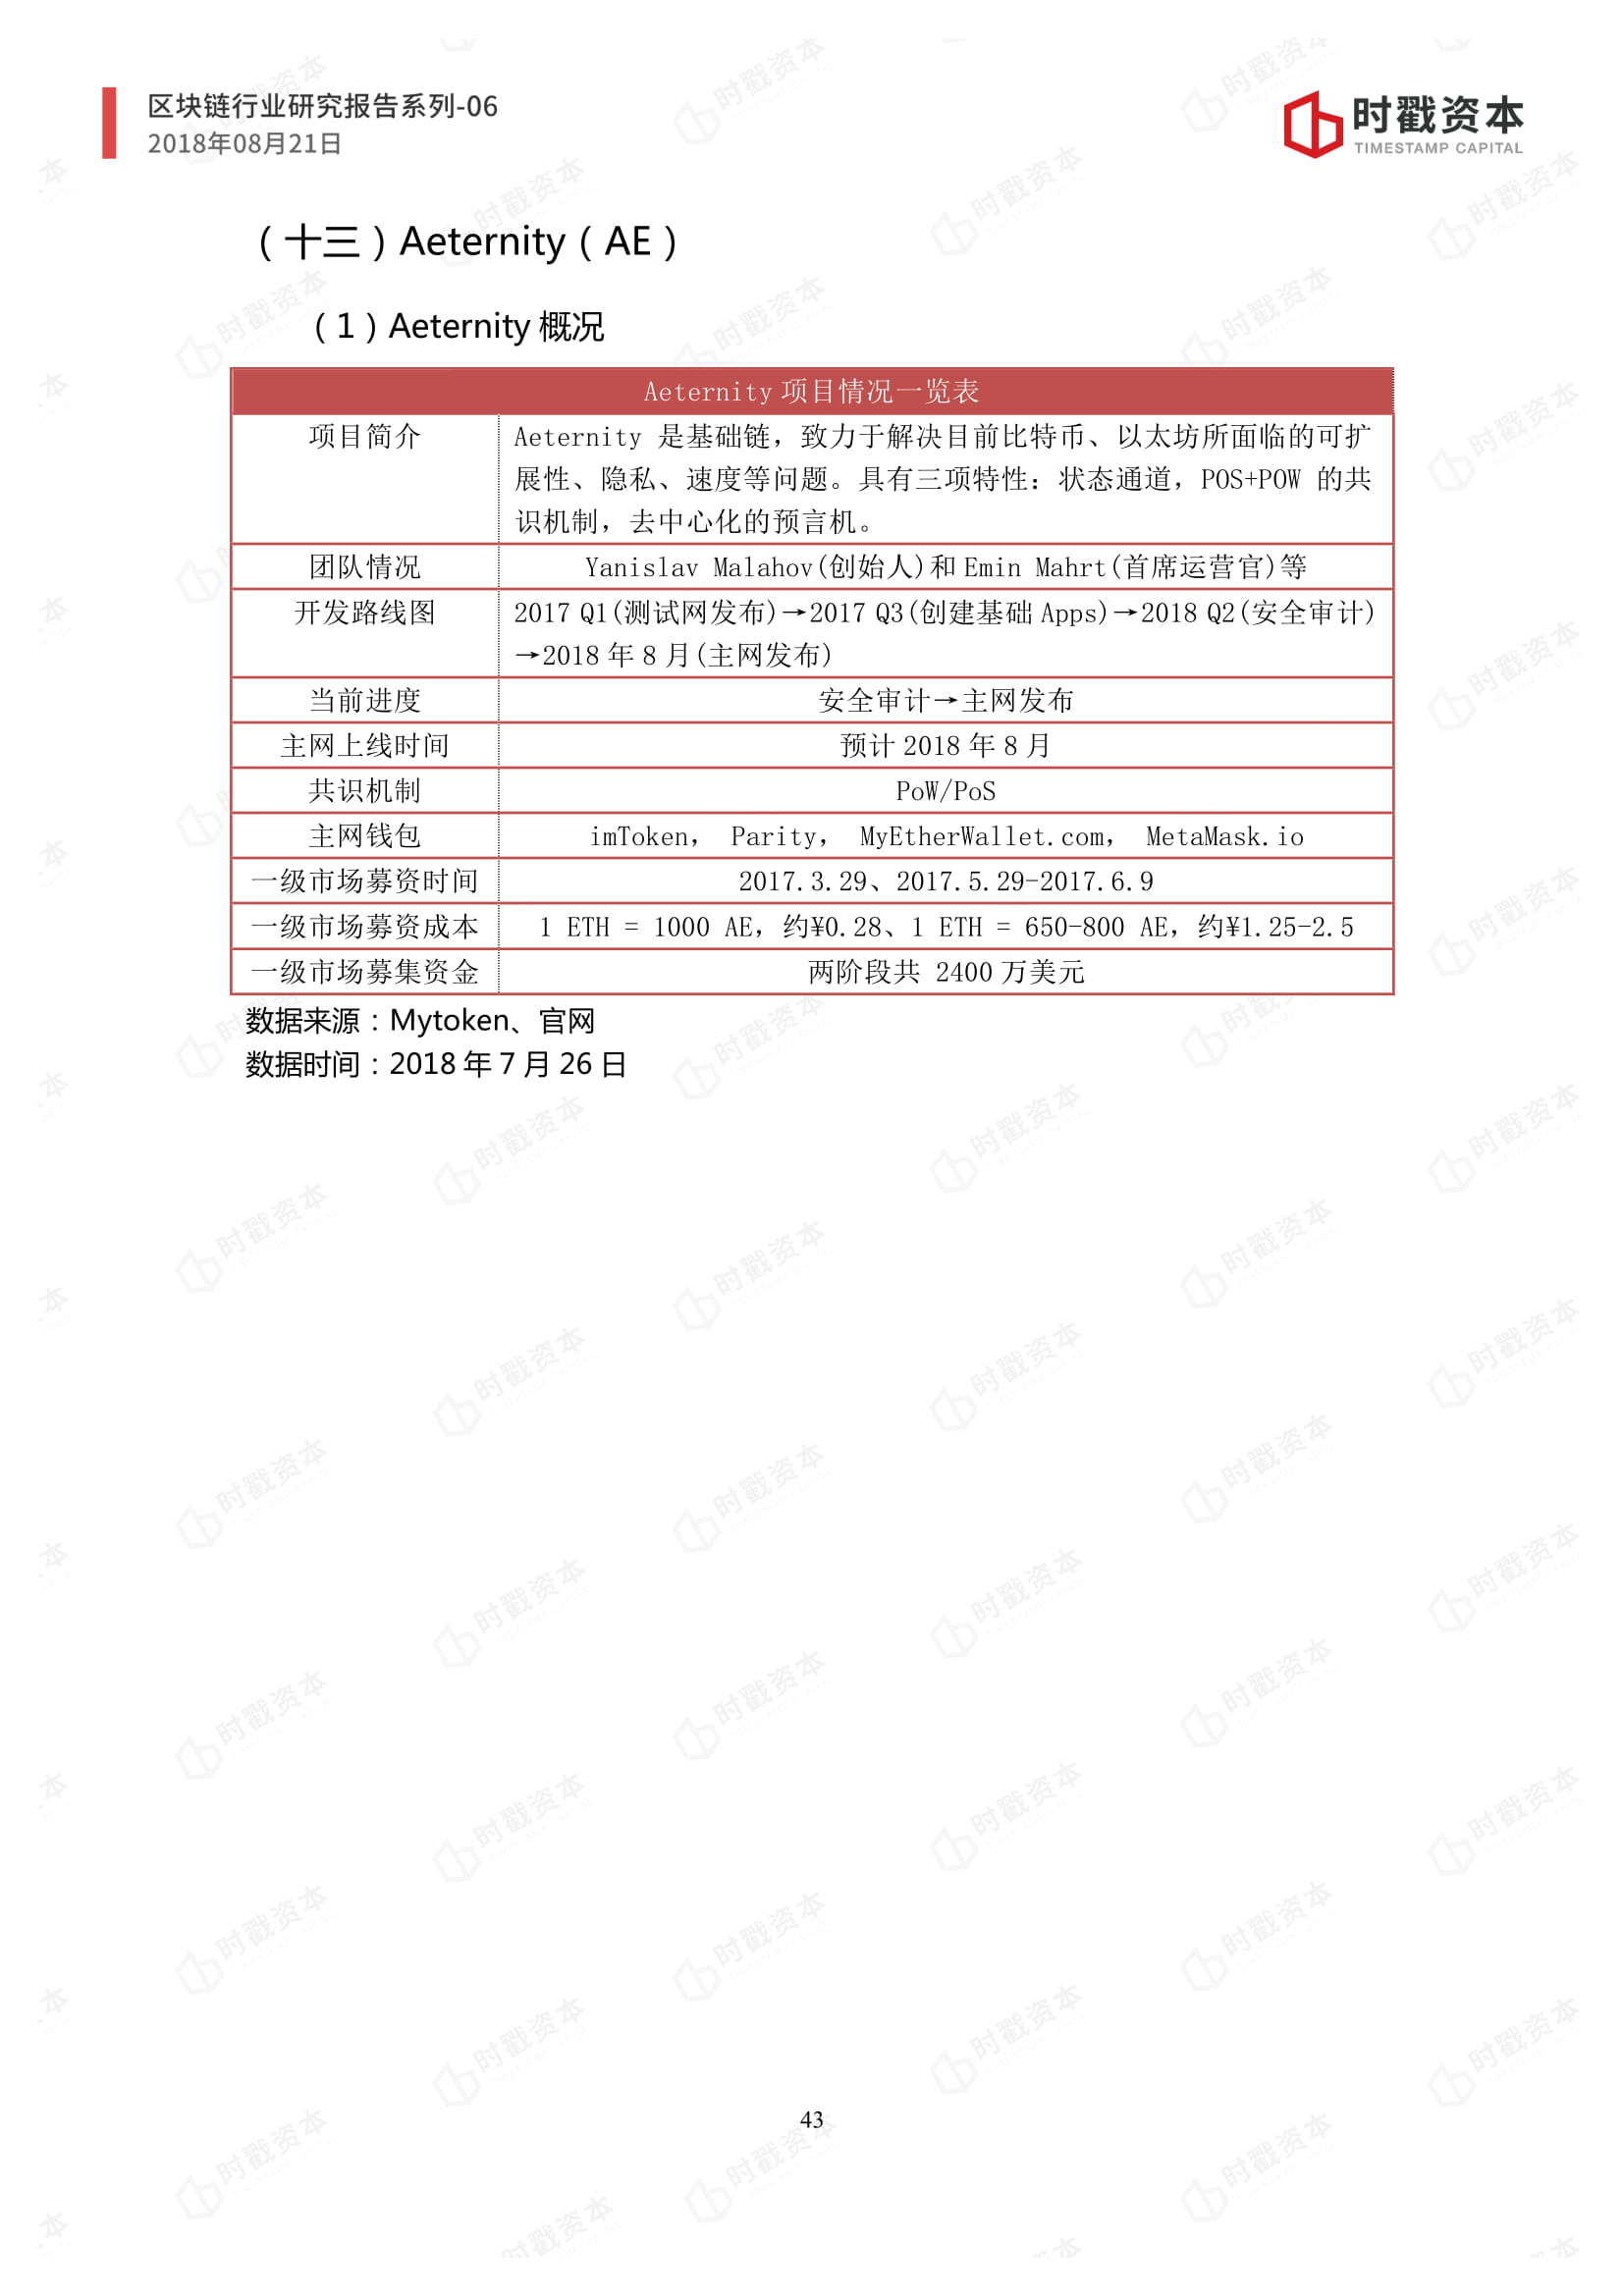 区块链行业研究报告系列-06
2018年08月21日
时戳资本
TIMESTAMP CAPITAL
（十三）Aeternity（AE）
（1）Aeternity 概况
Aeternity 项目情况一览表
项目简介
Aeternity 是基础链，致力于解决目前比特币、以太坊所面临的可扩
展性、隐私、速度等问题。具有三项特性：状态通道，POS+POW 的共
识机制，去中心化的预言机。
团队情况
Yanislav Malahov(创始人)和 Emin Mahrt(首席运营官)等
开发路线图
2017 Q1(测试网发布)→2017 Q3(创建基础 Apps)→2018 Q2(安全审计)
→2018 年 8 月(主网发布)
当前进度
安全审计→主网发布
主网上线时间
预计 2018 年 8 月
共识机制
PoW/PoS
主网钱包
imToken， Parity， MyEtherWallet.com， MetaMask.io
一级市场募资时间
2017.3.29、2017.5.29-2017.6.9
一级市场募资成本
1 ETH = 1000 AE，约¥0.28、1 ETH = 650-800 AE，约¥1.25-2.5
一级市场募集资金
两阶段共 2400 万美元
数据来源：Mytoken、官网
数据时间：2018 年 7 月 26 日
43